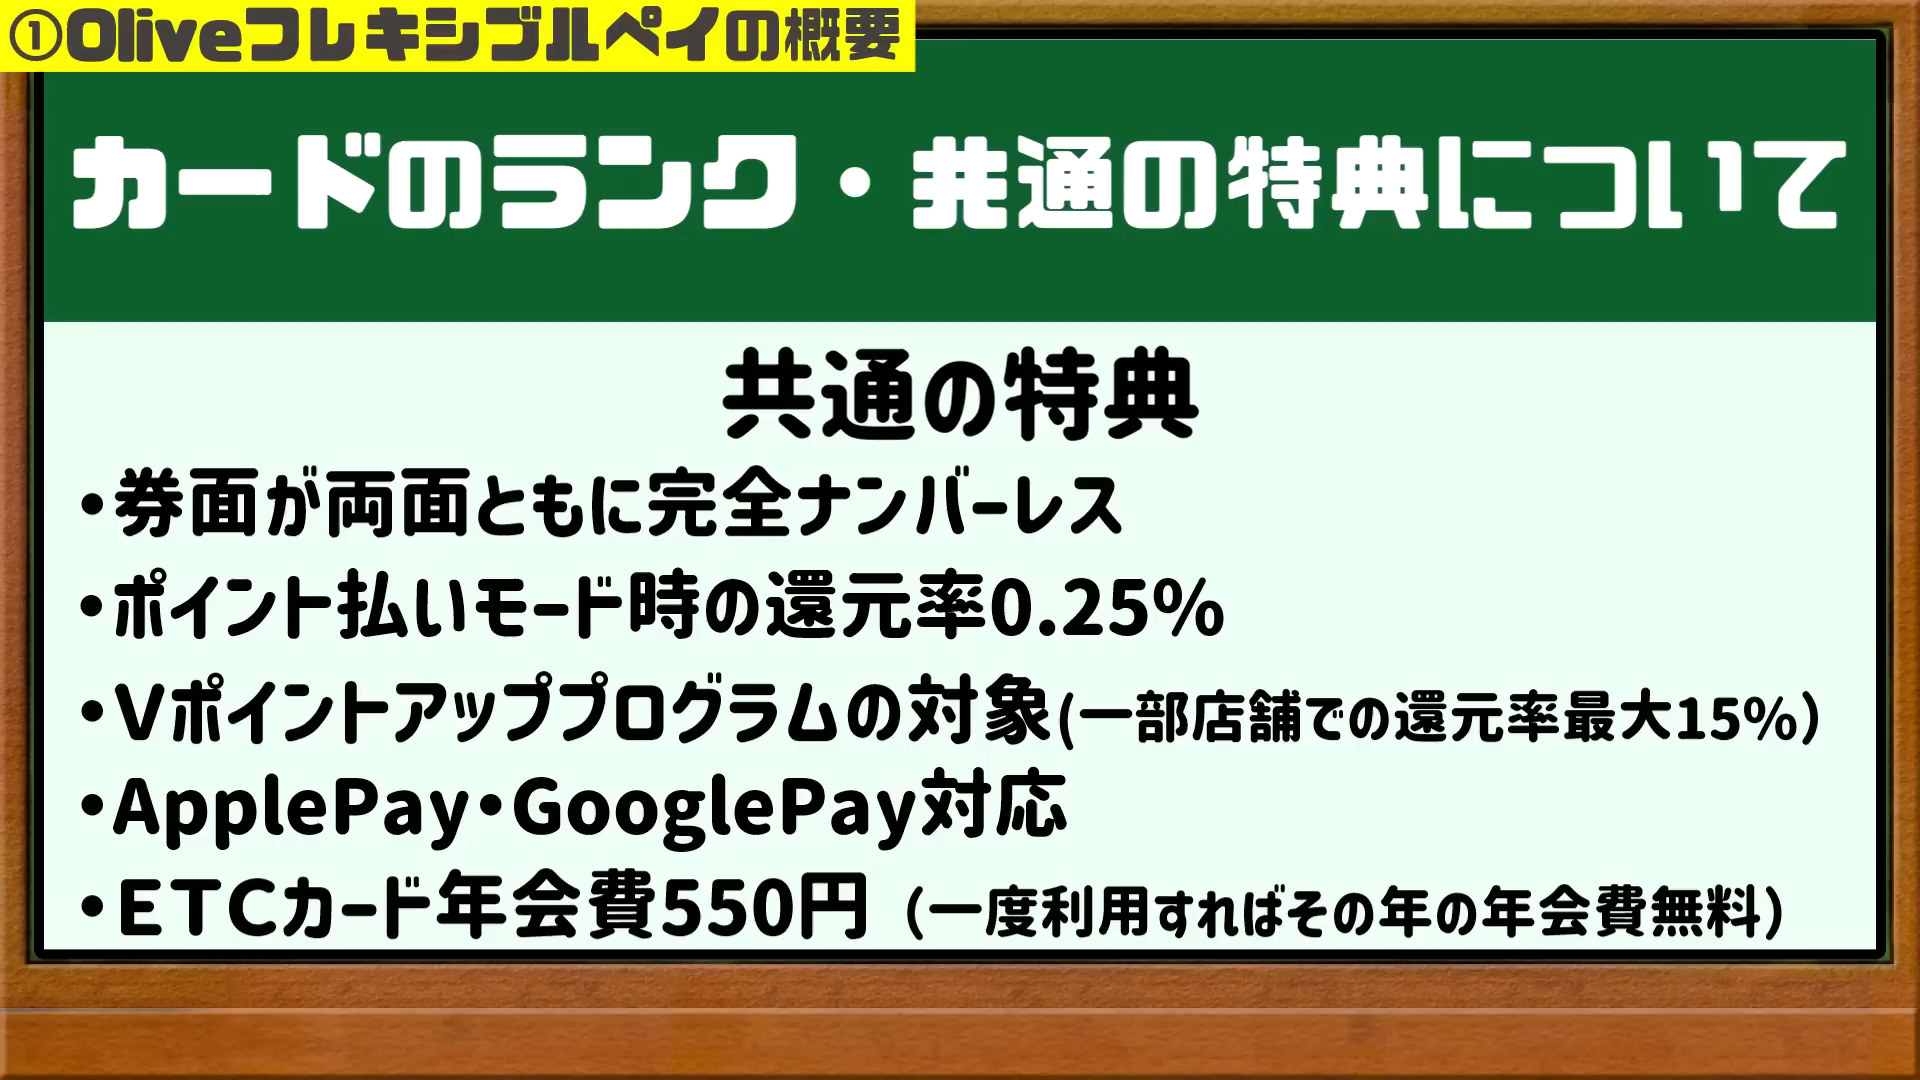 ①Oliveフレキシブルペイの概要
カードのランク・共通の特典について
共通の特典
・券面が両面ともに完全ナンバーレス
・ポイント払いモード時の還元率0.25%
・Vポイントアッププログラムの対象(一部店舗での還元率最大15%)
・ApplePay・GooglePay対応
・ETCカード年会費550円 (一度利用すればその年の年会費無料)